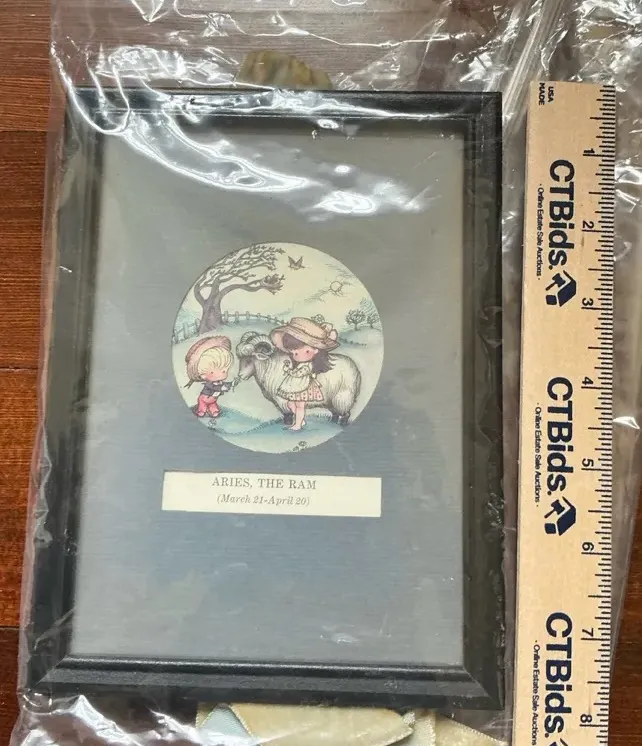 ARIES, THE RAM
(March 21-April 20)
MADE
USA
1
2
3
4
5
6
7
8
CTBids.
· Online Estate Sale Auctions ·
CTBids.
· Online Estate Sale Auctions ·
CTBids.
· Online Estate Sale Auctions